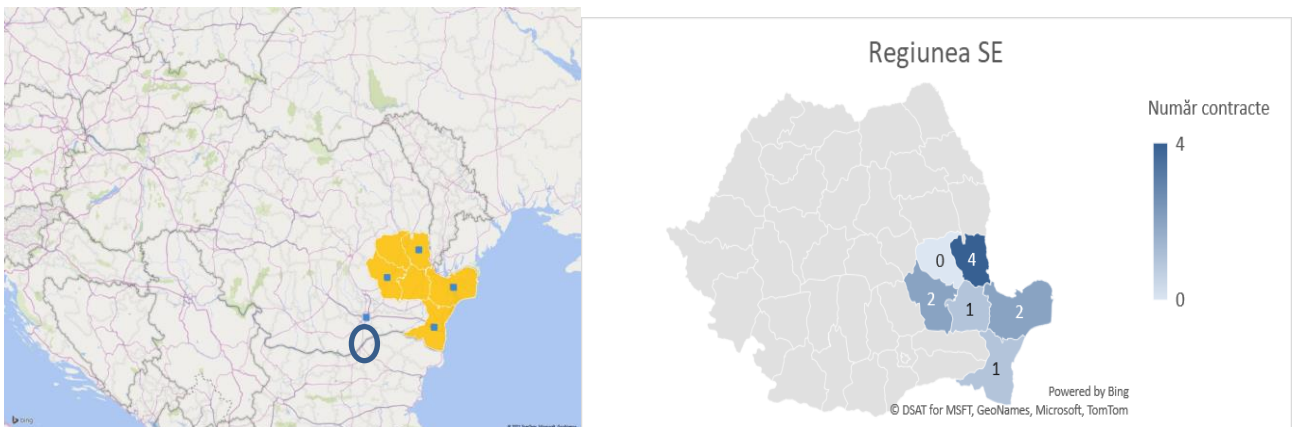 bing
Regiunea SE
Număr contracte
4
0
0
4
2
1
2
1
Powered by Bing
© DSAT for MSFT, GeoNames, Microsoft, TomTom